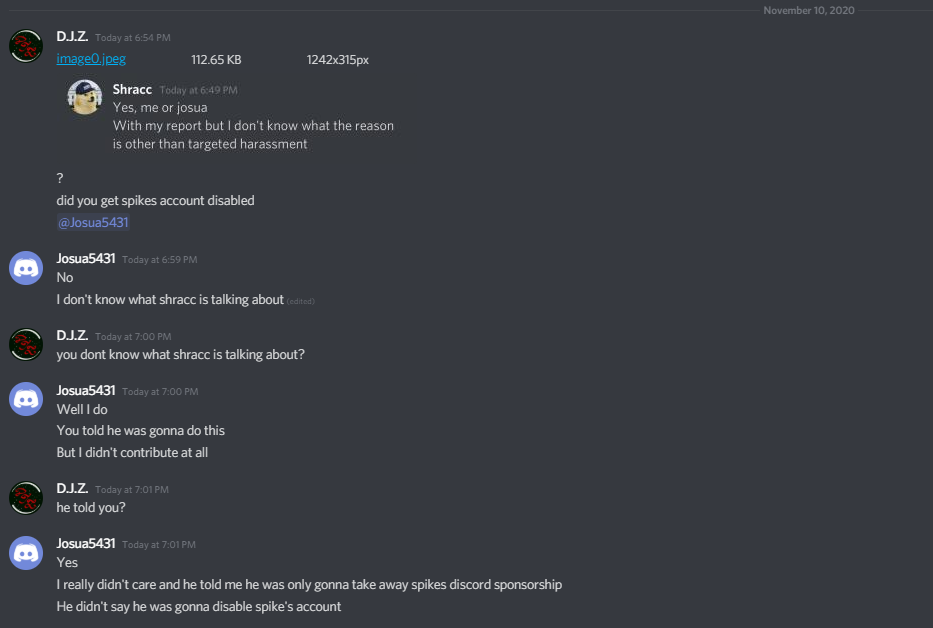 November 10, 2020
D.J.Z. Today at 6:54 PM
image0.jpeg 112.65 KB 1242x315px
Shracc Today at 6:49 PM
Yes, me or josua
With my report but I don't know what the reason
is other than targeted harassment
?
did you get spikes account disabled
@Josua5431
Josua5431 Today at 6:59 PM
No
I don't know what shracc is talking about (edited)
D.J.Z. Today at 7:00 PM
you dont know what shracc is talking about?
Josua5431 Today at 7:00 PM
Well I do
You told he was gonna do this
But I didn't contribute at all
D.J.Z. Today at 7:01 PM
he told you?
Josua5431 Today at 7:01 PM
Yes
I really didn't care and he told me he was only gonna take away spikes discord sponsorship
He didn't say he was gonna disable spike's account